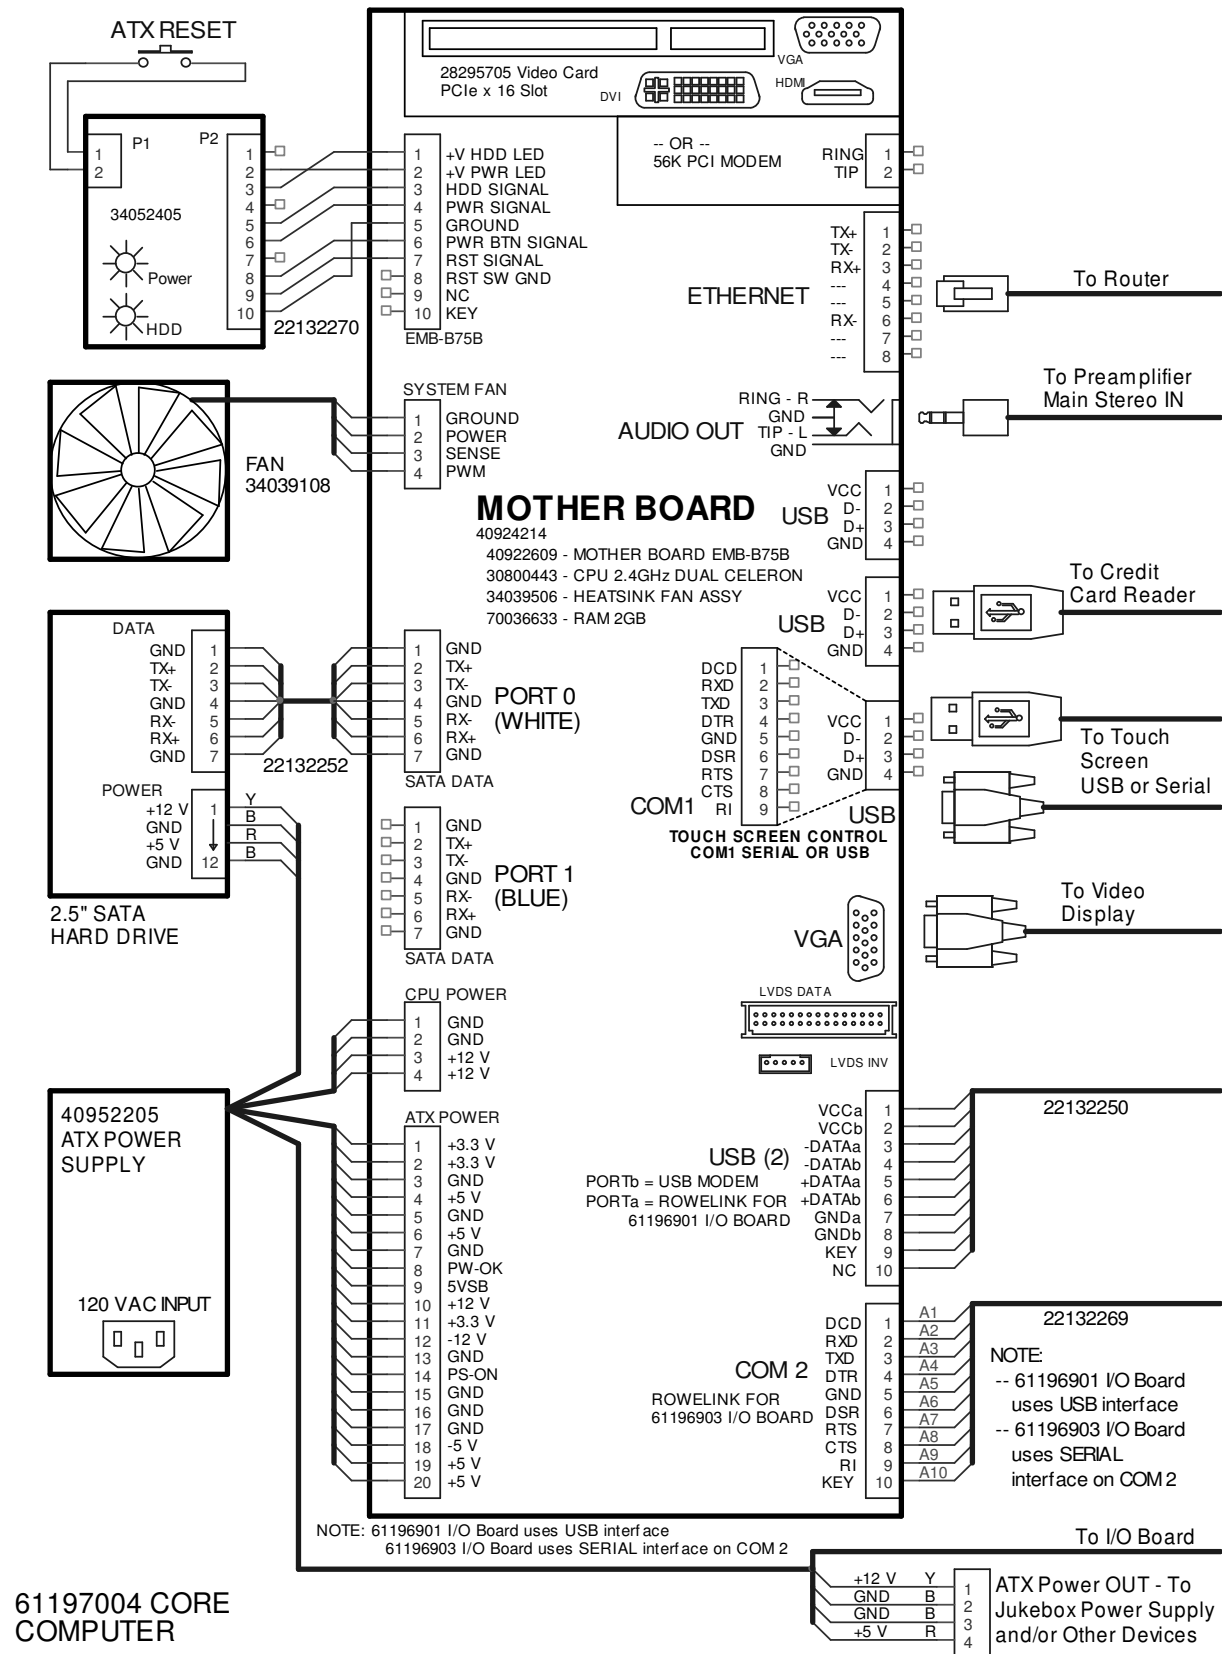 ATX RESET
P1
P2
1
2
1
2
3
4
5
6
7
8
9
10
34052405
Power
HDD
22132270
28295705 Video Card
PCIe x 16 Slot
DVI
VGA
HDMI
-- OR --
56K PCI MODEM
RING 1
TIP 2
1 +V HDD LED
2 +V PWR LED
3 HDD SIGNAL
4 PWR SIGNAL
5 GROUND
6 PWR BTN SIGNAL
7 RST SIGNAL
8 RST SW GND
9 NC
10 KEY
EMB-B75B
ETHERNET
TX+ 1
TX- 2
RX+ 3
--- 4
--- 5
RX- 6
--- 7
--- 8
To Router
FAN
34039108
SYSTEM FAN
1 GROUND
2 POWER
3 SENSE
4 PWM
AUDIO OUT
RING - R
GND
TIP - L
GND
To Preamplifier
Main Stereo IN
MOTHER BOARD
40924214
40922609 - MOTHER BOARD EMB-B75B
30800443 - CPU 2.4GHz DUAL CELERON
34039506 - HEATSINK FAN ASSY
70036633 - RAM 2GB
USB
VCC 1
D- 2
D+ 3
GND 4
USB
VCC 1
D- 2
D+ 3
GND 4
To Credit
Card Reader
DATA
GND 1
TX+ 2
TX- 3
GND 4
RX- 5
RX+ 6
GND 7
22132252
POWER
+12 V 1 Y
GND B
+5 V R
GND 12 B
2.5" SATA
HARD DRIVE
1 GND
2 TX+
3 TX-
4 GND
5 RX-
6 RX+
7 GND
PORT 0
(WHITE)
SATA DATA
1 GND
2 TX+
3 TX-
4 GND
5 RX-
6 RX+
7 GND
PORT 1
(BLUE)
SATA DATA
COM1
DCD 1
RXD 2
TXD 3
DTR 4
GND 5
DSR 6
RTS 7
CTS 8
RI 9
VCC 1
D- 2
D+ 3
GND 4
USB
TOUCH SCREEN CONTROL
COM1 SERIAL OR USB
To Touch
Screen
USB or Serial
VGA
To Video
Display
LVDS DATA
LVDS INV
CPU POWER
1 GND
2 GND
3 +12 V
4 +12 V
40952205
ATX POWER
SUPPLY
120 VAC INPUT
ATX POWER
1 +3.3 V
2 +3.3 V
3 GND
4 +5 V
5 GND
6 +5 V
7 GND
8 PW-OK
9 5VSB
10 +12 V
11 +3.3 V
12 -12 V
13 GND
14 PS-ON
15 GND
16 GND
17 GND
18 -5 V
19 +5 V
20 +5 V
USB (2)
PORTb = USB MODEM
PORTa = ROWELINK FOR
61196901 I/O BOARD
VCCa 1
VCCb 2
-DATAa 3
-DATAb 4
+DATAa 5
+DATAb 6
GNDa 7
GNDb 8
KEY 9
NC 10
22132250
COM 2
ROWELINK FOR
61196903 I/O BOARD
DCD 1 A1
RXD 2 A2
TXD 3 A3
DTR 4 A4
GND 5 A5
DSR 6 A6
RTS 7 A7
CTS 8 A8
RI 9 A9
KEY 10 A10
22132269
NOTE:
-- 61196901 I/O Board
uses USB interface
-- 61196903 I/O Board
uses SERIAL
interface on COM 2
NOTE: 61196901 I/O Board uses USB interface
61196903 I/O Board uses SERIAL interface on COM 2
To I/O Board
+12 V Y 1
GND B 2
GND B 3
+5 V R 4
ATX Power OUT - To
Jukebox Power Supply
and/or Other Devices
61197004 CORE
COMPUTER